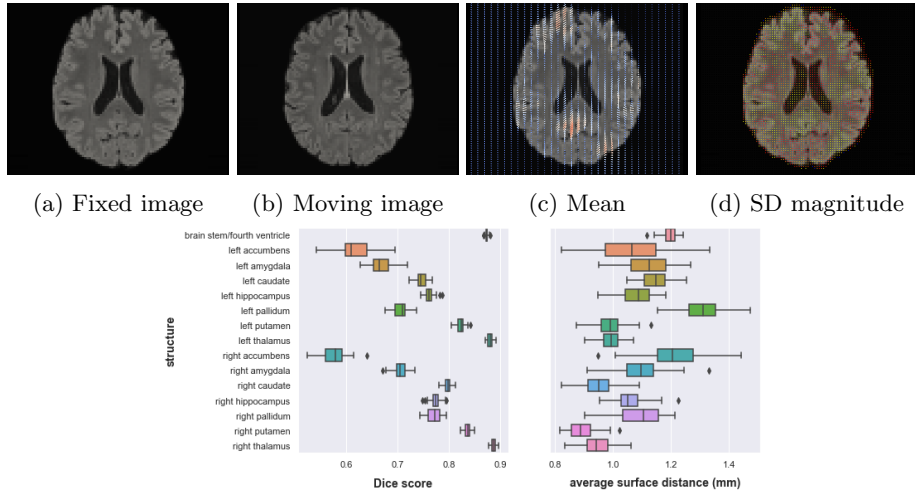 (a) Fixed image
(b) Moving image
(c) Mean
(d) SD magnitude
structure
brain stem/fourth ventricle
left accumbens
left amygdala
left caudate
left hippocampus
left pallidum
left putamen
left thalamus
right accumbens
right amygdala
right caudate
right hippocampus
right pallidum
right putamen
right thalamus
0.6 0.7 0.8 0.9
Dice score
0.8 1.0 1.2 1.4
average surface distance (mm)